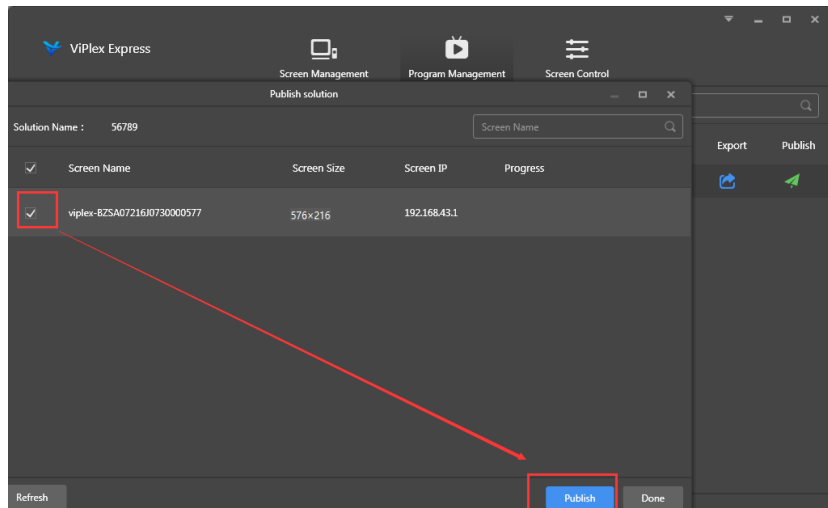 ViPlex Express
Screen Management
Program Management
Screen Control
Publish solution
Solution Name : 56789
Screen Name
Export
Publish
Screen Name
Screen Size
Screen IP
Progress
viplex-BZSA07216J0730000577
576×216
192.168.43.1
Refresh
Publish
Done